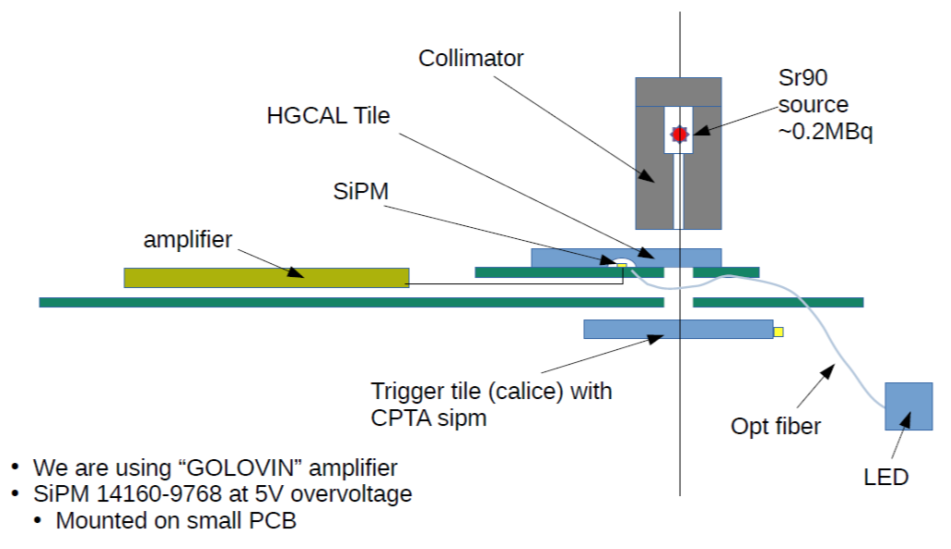 Collimator
Sr90
source
~0.2MBq
HGCAL Tile
SiPM
amplifier
Trigger tile (calice) with
CPTA sipm
Opt fiber
LED
• We are using “GOLOVIN” amplifier
• SiPM 14160-9768 at 5V overvoltage
• Mounted on small PCB